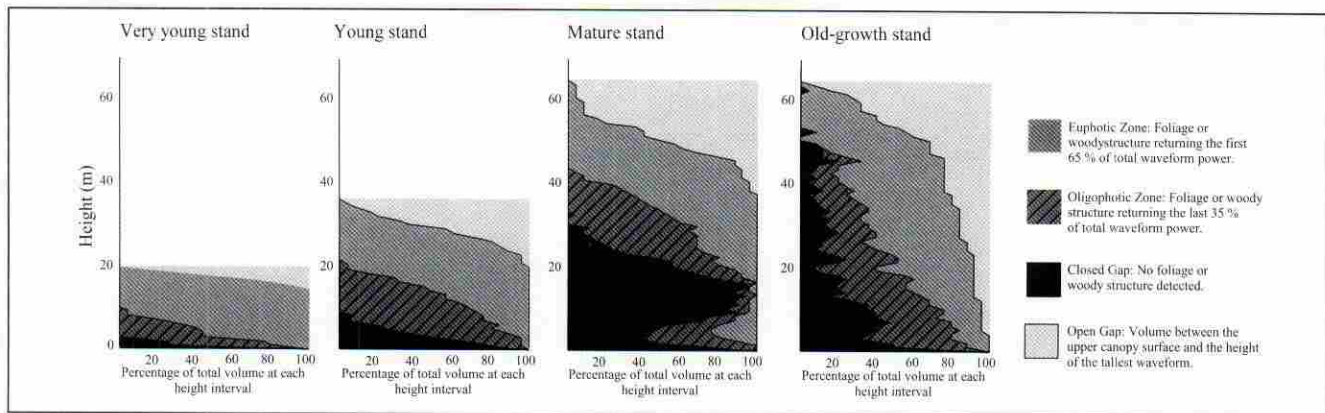 Very young stand
Young stand
Mature stand
Old-growth stand
Height (m)
60
40
20
0
20 40 60 80 100
Percentage of total volume at each
height interval
60
40
20
20 40 60 80 100
Percentage of total volume at each
height interval
60
40
20
20 40 60 80 100
Percentage of total volume at each
height interval
60
40
20
20 40 60 80 100
Percentage of total volume at each
height interval
Euphotic Zone: Foliage or
woodystructure returning the first
65 % of total waveform power.
Oligophotic Zone: Foliage or woody
structure returning the last 35 %
of total waveform power.
Closed Gap: No foliage or
woody structure detected.
Open Gap: Volume between the
upper canopy surface and the height
of the tallest waveform.